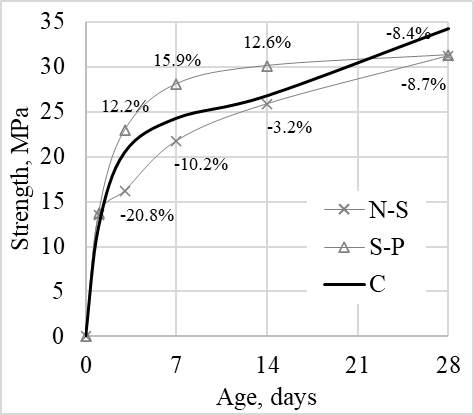 35
30
25
20
15
10
5
0
Strength, MPa
0 7 14 21 28
Age, days
12.2%
15.9%
12.6%
-8.4%
-8.7%
-3.2%
-10.2%
-20.8%
N-S
S-P
C